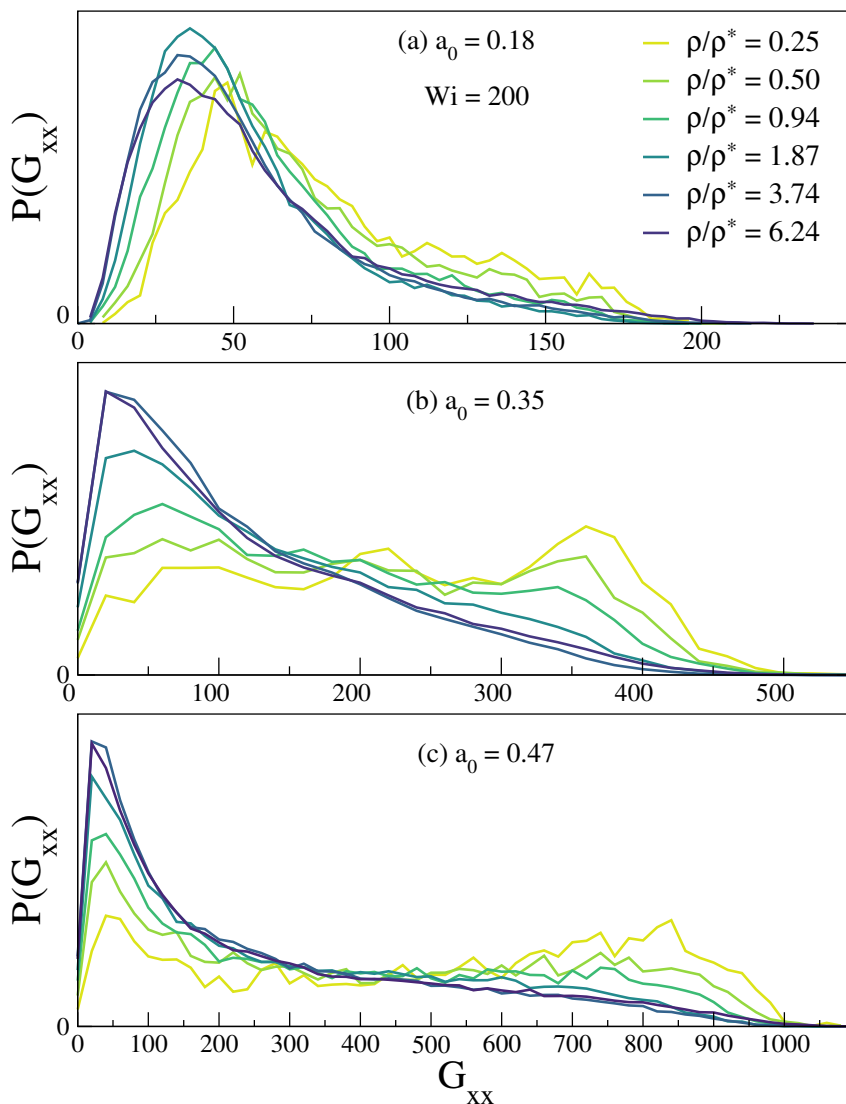 (a) a₀ = 0.18
Wi = 200
ρ/ρ* = 0.25
ρ/ρ* = 0.50
ρ/ρ* = 0.94
ρ/ρ* = 1.87
ρ/ρ* = 3.74
ρ/ρ* = 6.24
P(Gₓₓ)
0
0 50 100 150 200
(b) a₀ = 0.35
P(Gₓₓ)
0
0 100 200 300 400 500
(c) a₀ = 0.47
P(Gₓₓ)
0
0 100 200 300 400 500 600 700 800 900 1000
Gₓₓ